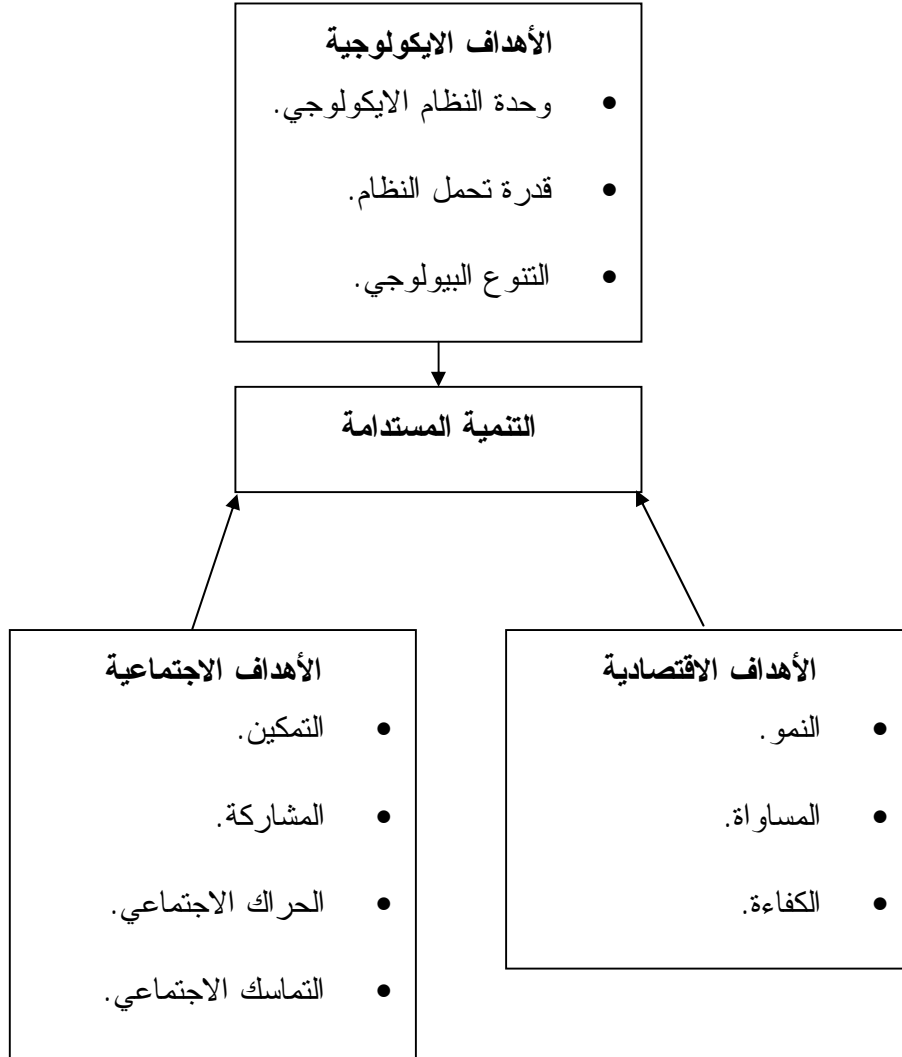 الأهداف الايكولوجية
• وحدة النظام الايكولوجي.
• قدرة تحمل النظام.
• التنوع البيولوجي.
التنمية المستدامة
الأهداف الاقتصادية
• النمو.
• المساواة.
• الكفاءة.
الأهداف الاجتماعية
• التمكين.
• المشاركة.
• الحراك الاجتماعي.
• التماسك الاجتماعي.